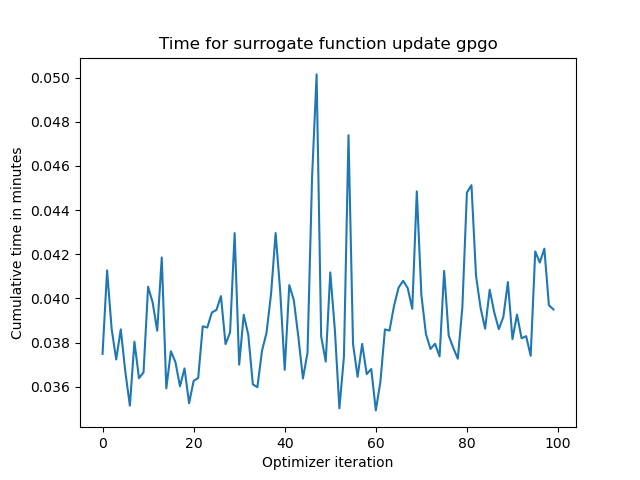 Time for surrogate function update gpgo
Cumulative time in minutes
0.050
0.048
0.046
0.044
0.042
0.040
0.038
0.036
0 20 40 60 80 100
Optimizer iteration